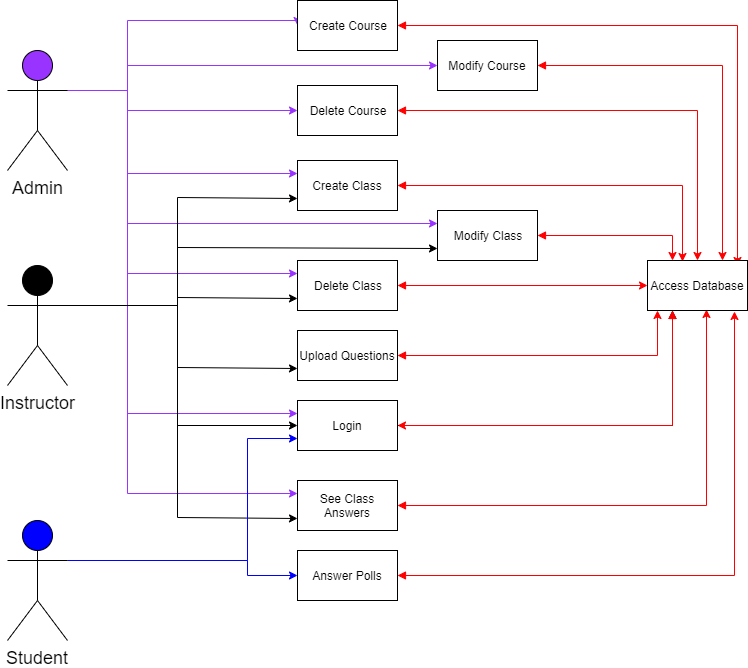 Create Course
Modify Course
Delete Course
Admin
Create Class
Modify Class
Delete Class
Access Database
Upload Questions
Instructor
Login
See Class
Answers
Answer Polls
Student